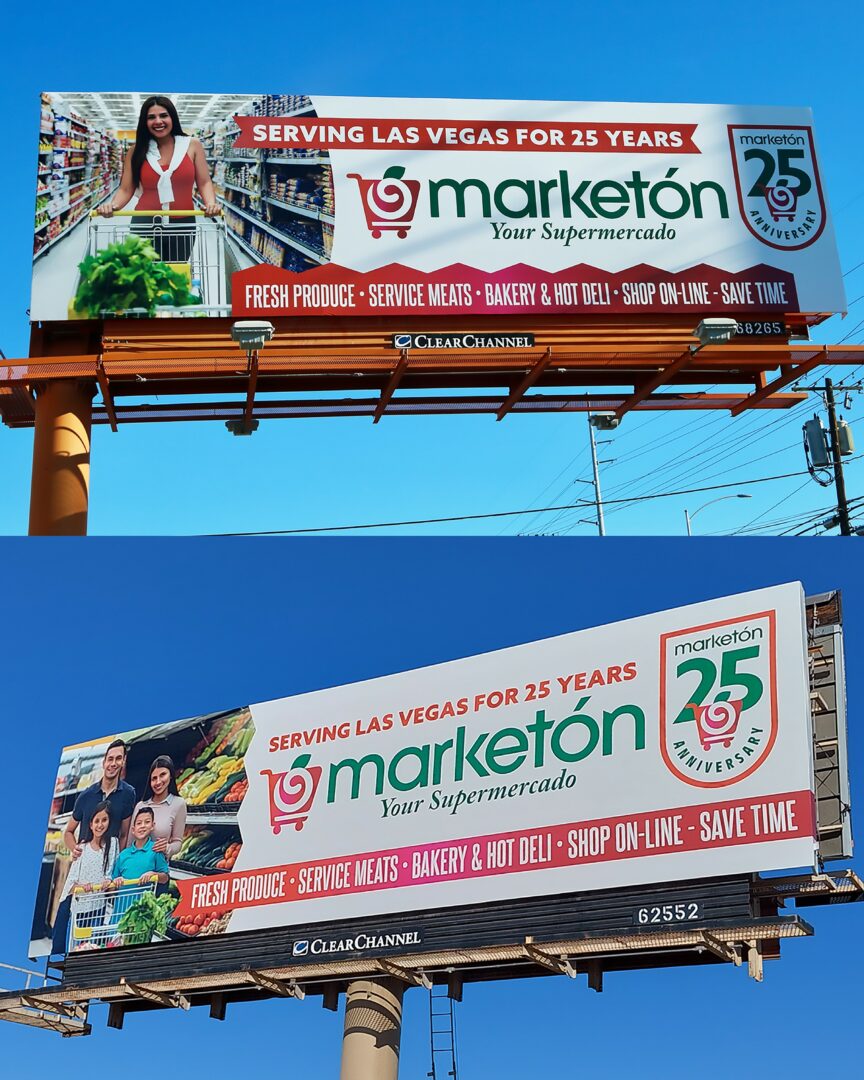 SERVING LAS VEGAS FOR 25 YEARS
marketón
Your Supermercado
marketón
25
ANNIVERSARY
FRESH PRODUCE • SERVICE MEATS • BAKERY & HOT DELI • SHOP ON-LINE - SAVE TIME
CLEARCHANNEL
68265
SERVING LAS VEGAS FOR 25 YEARS
marketón
Your Supermercado
marketón
25
ANNIVERSARY
FRESH PRODUCE • SERVICE MEATS • BAKERY & HOT DELI • SHOP ON-LINE - SAVE TIME
62552
CLEARCHANNEL